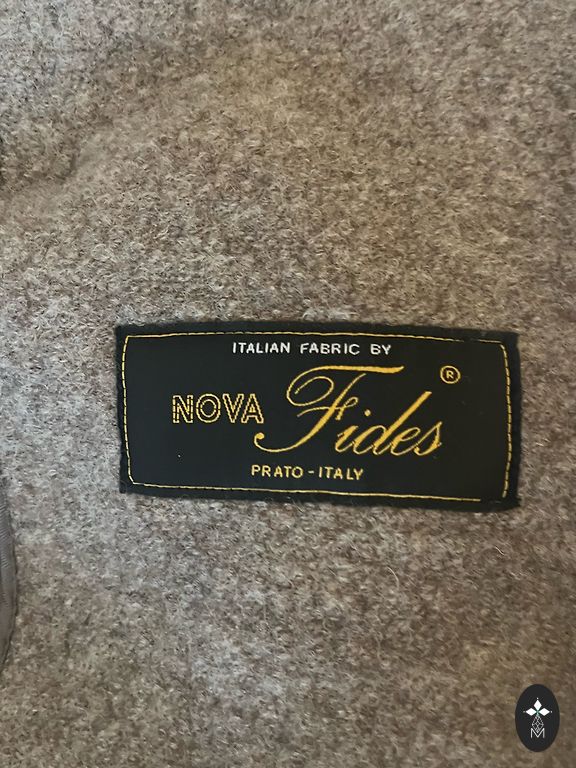 ITALIAN FABRIC BY
NOVA Fides ®
PRATO - ITALY
M